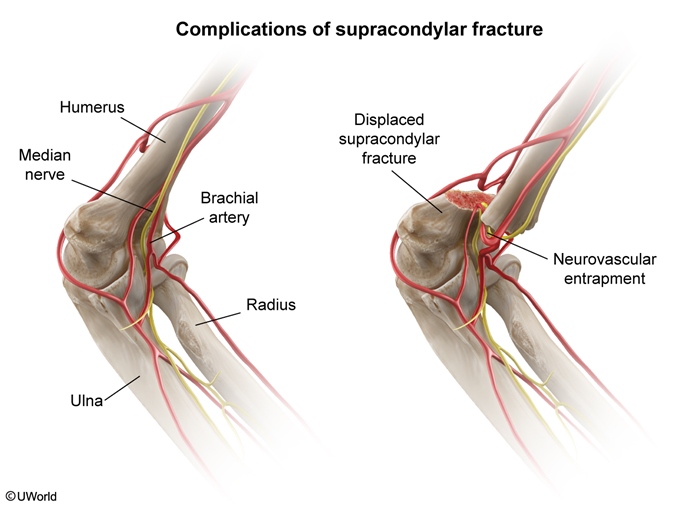 Complications of supracondylar fracture
Humerus
Median
nerve
Brachial
artery
Radius
Ulna
Displaced
supracondylar
fracture
Neurovascular
entrapment
©UWorld